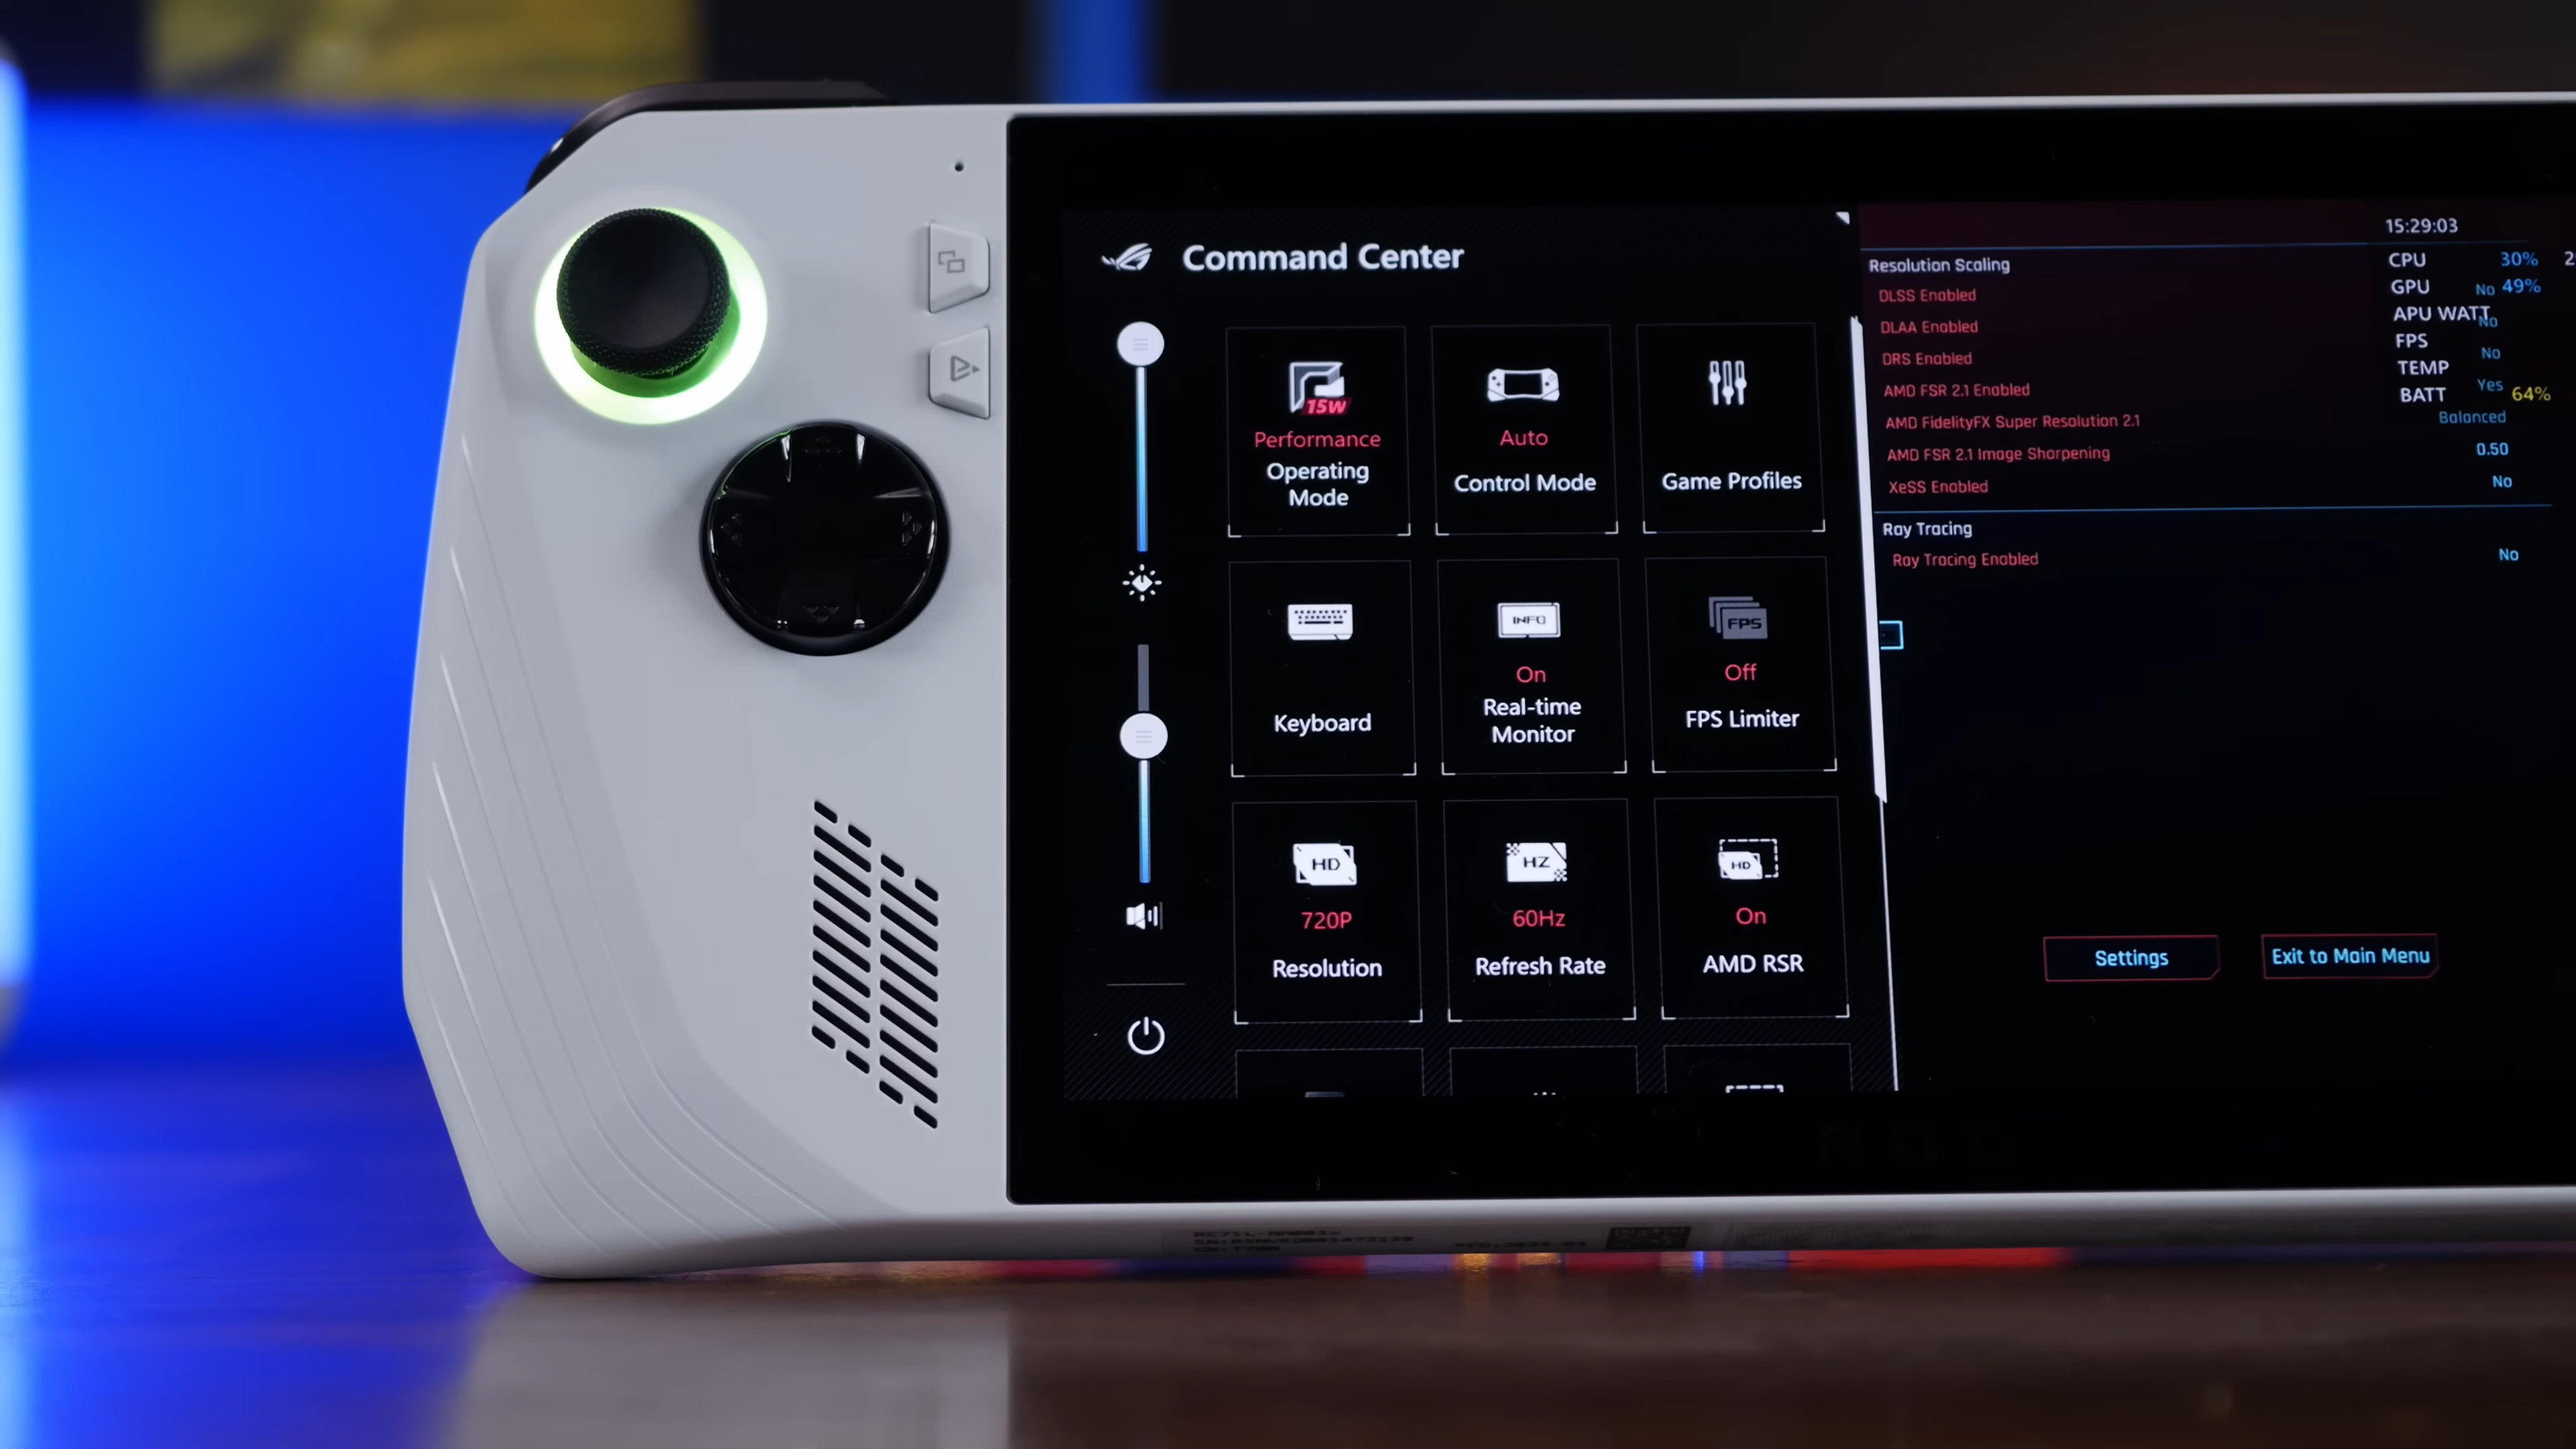 Command Center
15W
Performance
Operating
Mode
Auto
Control Mode
Game Profiles
Keyboard
INFO
On
Real-time
Monitor
FPS
Off
FPS Limiter
HD
720P
Resolution
HZ
60Hz
Refresh Rate
HD
On
AMD RSR
15:29:03
CPU 30% 2
GPU 49%
APU WATT
FPS
TEMP
BATT 64%
Resolution Scaling
DLSS Enabled No
DLAA Enabled No
DRS Enabled No
AMD FSR 2.1 Enabled Yes
AMD FidelityFX Super Resolution 2.1 Balanced
AMD FSR 2.1 Image Sharpening 0.50
XeSS Enabled No
Ray Tracing
Ray Tracing Enabled No
Settings
Exit to Main Menu